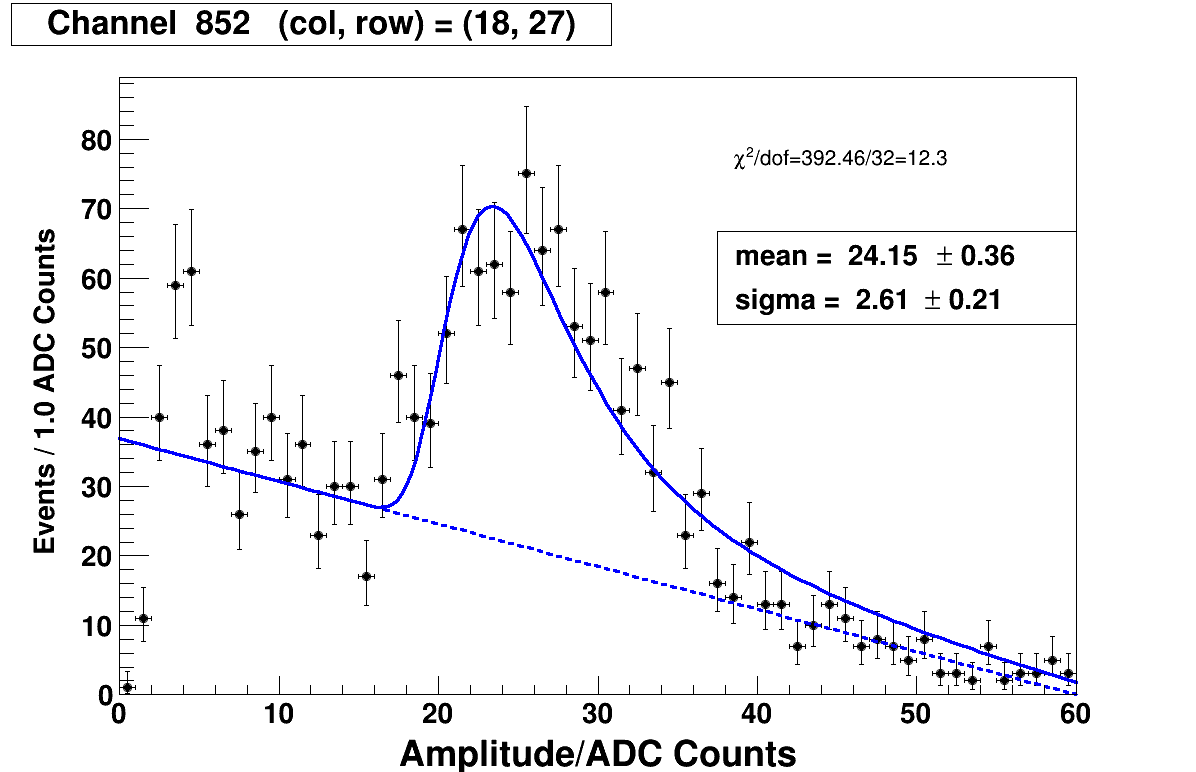 Channel 852 (col, row) = (18, 27)
Events / 1.0 ADC Counts
80
70
60
50
40
30
20
10
0
χ²/dof=392.46/32=12.3
mean = 24.15 ± 0.36
sigma = 2.61 ± 0.21
0 10 20 30 40 50 60
Amplitude/ADC Counts